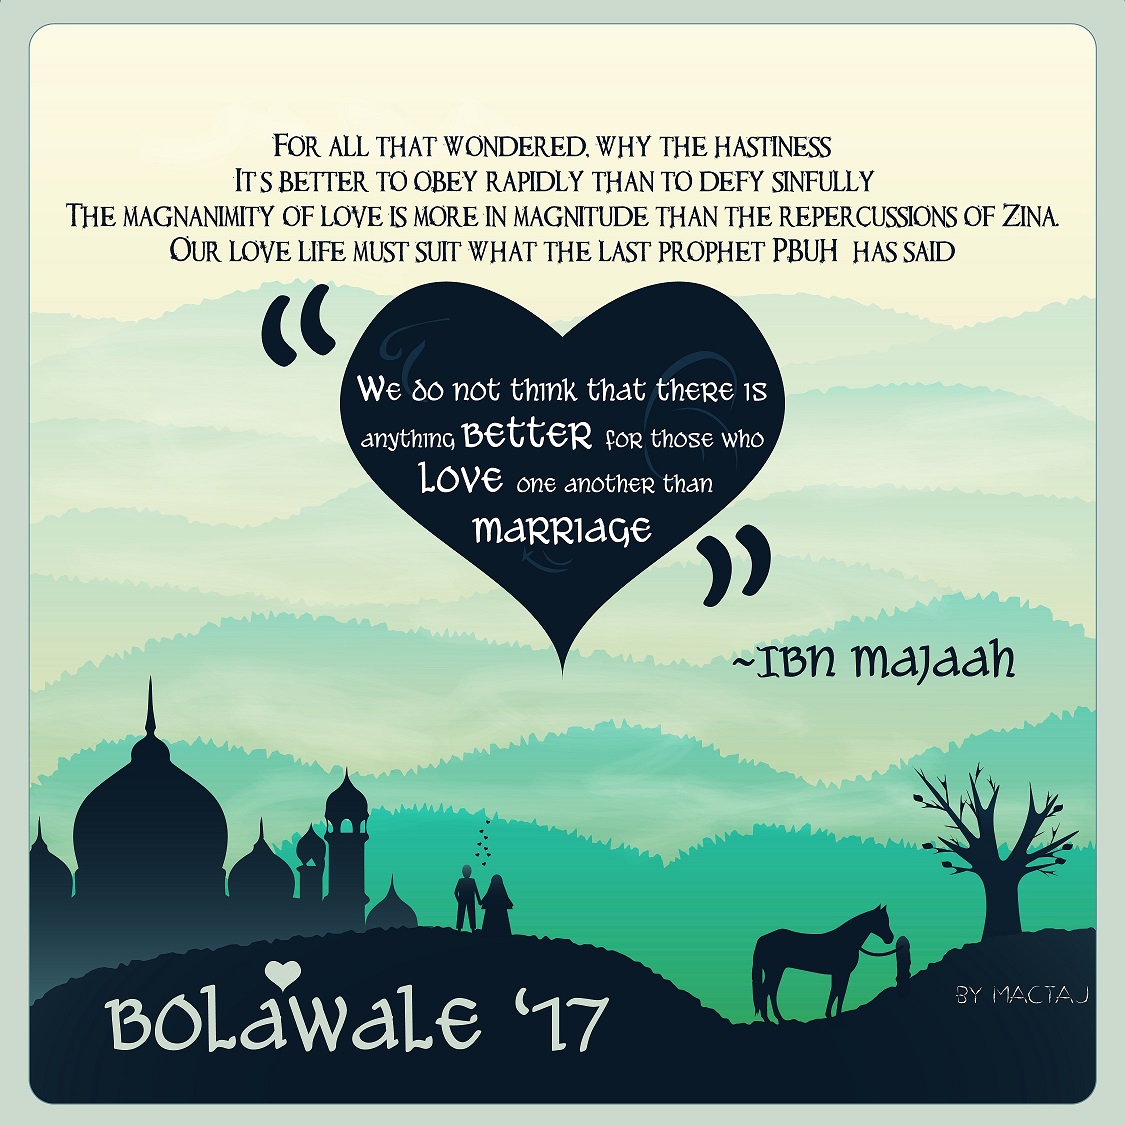 FOR ALL THAT WONDERED, WHY THE HASTINESS
IT'S BETTER TO OBEY RAPIDLY THAN TO DEFY SINFULLY
THE MAGNANIMITY OF LOVE IS MORE IN MAGNITUDE THAN THE REPERCUSSIONS OF ZINA.
OUR LOVE LIFE MUST SUIT WHAT THE LAST PROPHET PBUH HAS SAID
“We do not think that there is
anything BETTER for those who
LOVE one another than
MARRIAGE”
~IBN MAJAAH
BOLAWALE ‘17
BY MACTAJ